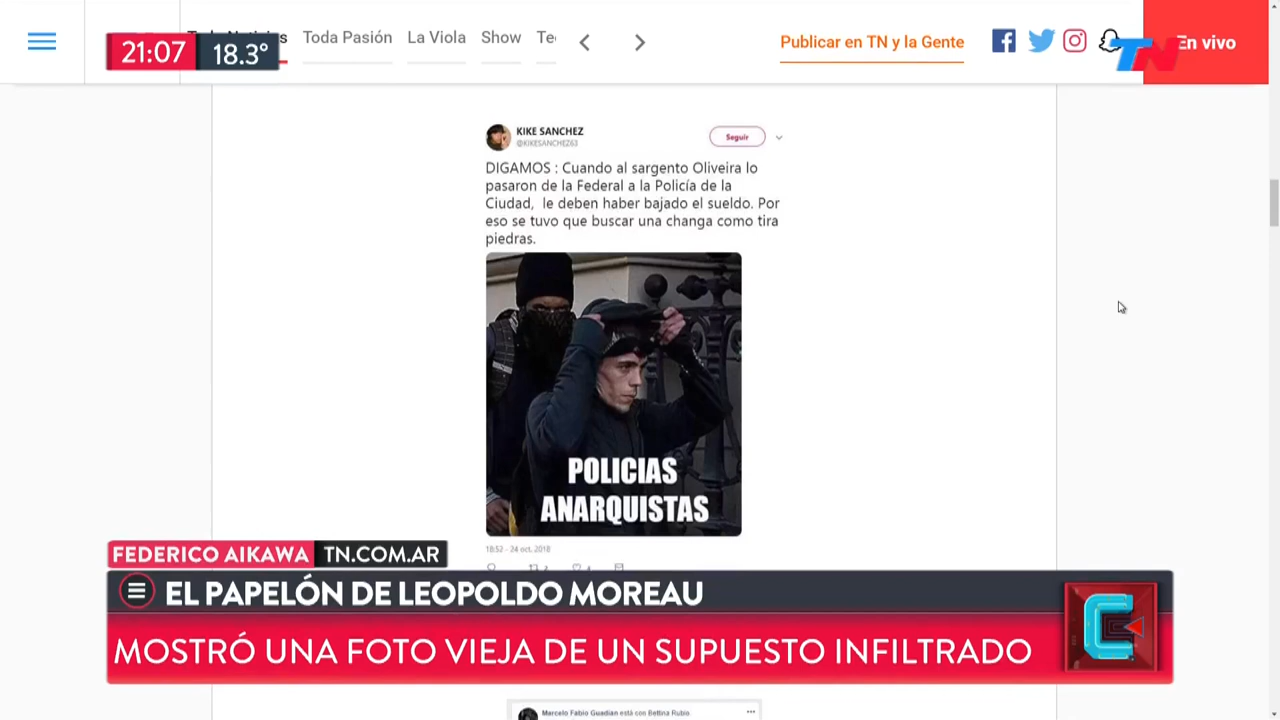 21:07 18.3°
Toda Pasión La Viola Show Te
Publicar en TN y la Gente
TN En vivo
KIKE SANCHEZ
@KIKESANCHEZ63
Seguir
DIGAMOS : Cuando al sargento Oliveira lo
pasaron de la Federal a la Policía de la
Ciudad, le deben haber bajado el sueldo. Por
eso se tuvo que buscar una changa como tira
piedras.
POLICIAS
ANARQUISTAS
18:52 - 24 oct. 2018
FEDERICO AIKAWA TN.COM.AR
EL PAPELÓN DE LEOPOLDO MOREAU
MOSTRÓ UNA FOTO VIEJA DE UN SUPUESTO INFILTRADO
C
Marcelo Fabio Guadian está con Bettina Rubio